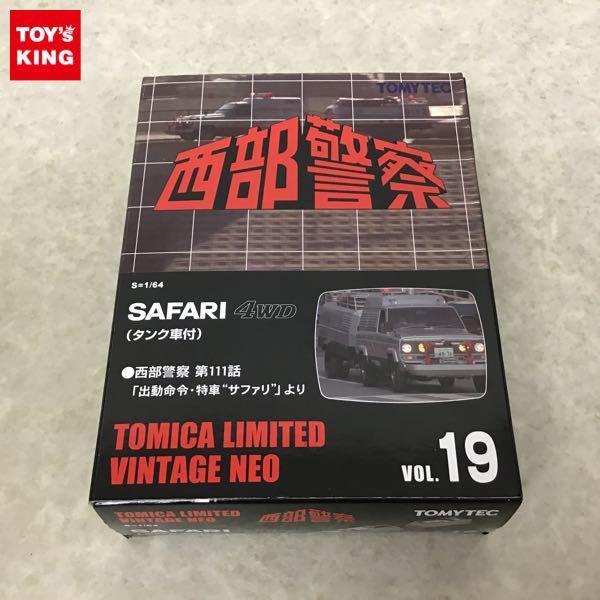 TOY's
KING
TOMYTEC
西部警察
S=1/64
SAFARI 4WD
(タンク車付)
●西部警察 第111話
「出動命令・特車“サファリ”」より
TOMICA LIMITED
VINTAGE NEO
VOL.19
TOMICA LIMITED
VINTAGE NEO
西部警察
TOMYTEC
S=1/64
SAFARI